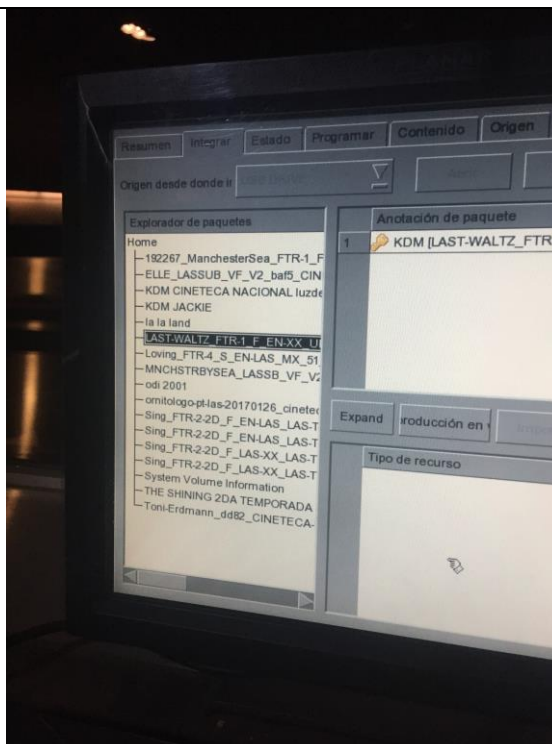 Resumen Integrar Estado Programar Contenido Origen
Origen desde donde ir
Explorador de paquetes
Home
192267_ManchesterSea_FTR-1_F
ELLE_LASSUB_VF_V2_baf5_CIN
KDM CINETECA NACIONAL luzde
KDM JACKIE
la la land
LAST-WALTZ_FTR-1_F_EN-XX_U
Loving_FTR-4_S_EN-LAS_MX_51
MNCHSTRBYSEA_LASSB_VF_V2
odi 2001
ornitologo-pt-las-20170126_cinetec
Sing_FTR-2-2D_F_EN-LAS_LAS-T
Sing_FTR-2-2D_F_EN-LAS_LAS-T
Sing_FTR-2-2D_F_LAS-XX_LAS-T
Sing_FTR-2-2D_F_LAS-XX_LAS-T
System Volume Information
THE SHINING 2DA TEMPORADA
Toni-Erdmann_dd82_CINETECA-
Anotación de paquete
1 KDM [LAST-WALTZ_FTR
Expand roducción en
Tipo de recurso